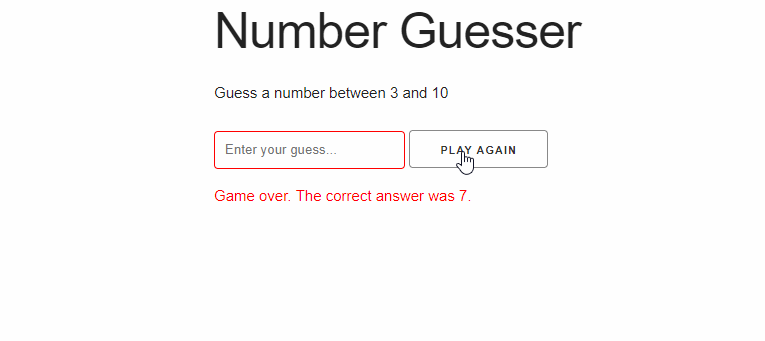 Number Guesser
Guess a number between 3 and 10
Enter your guess... PLAY AGAIN
Game over. The correct answer was 7.